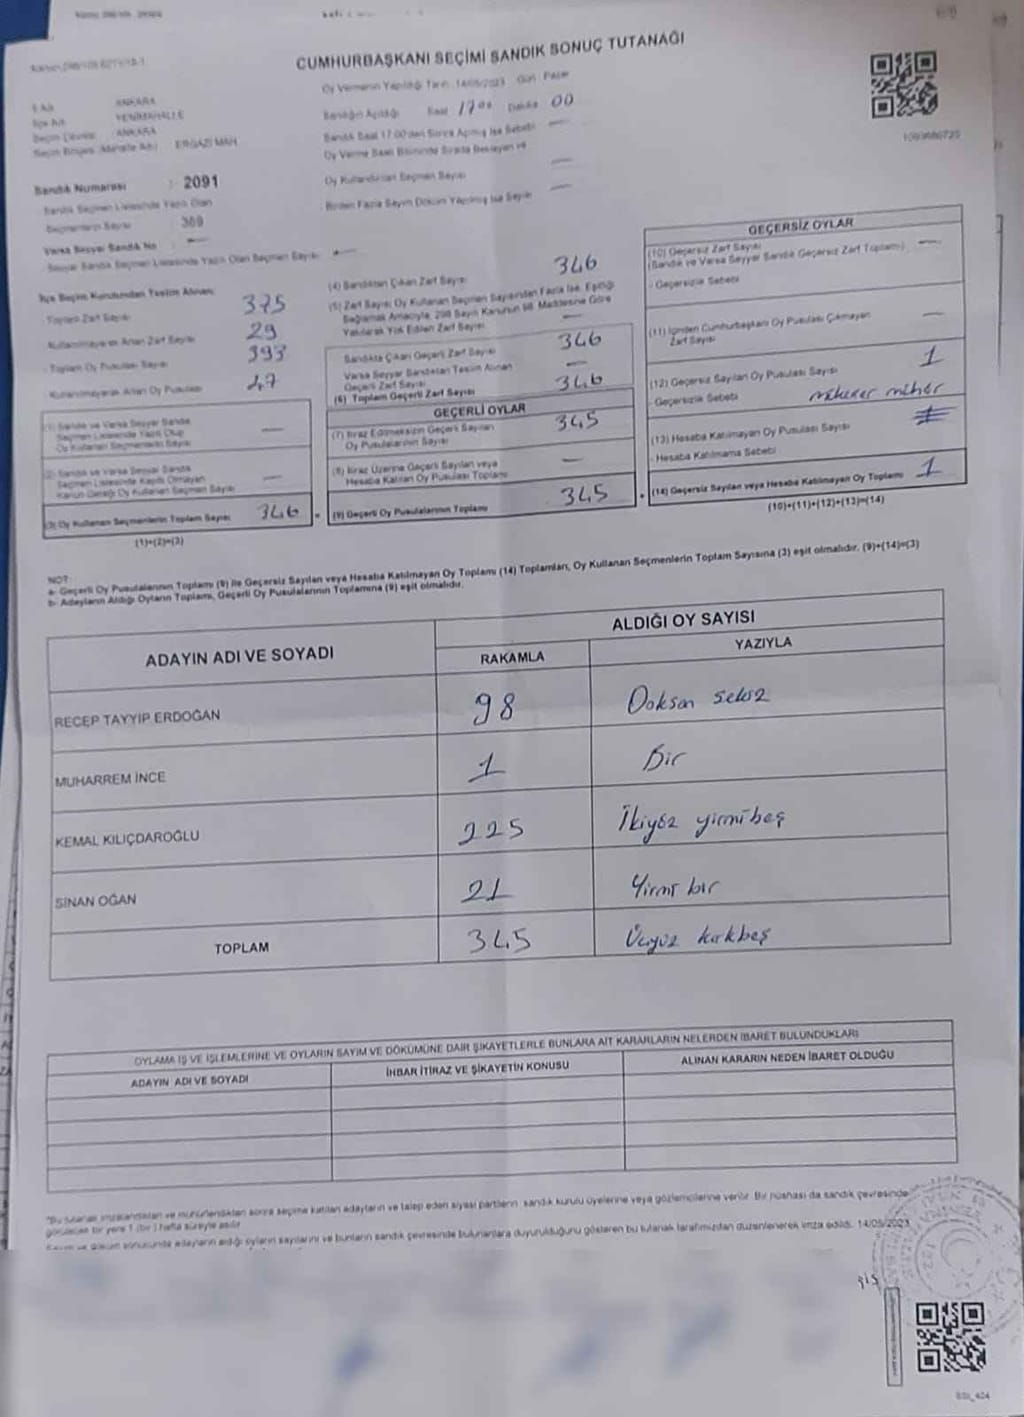 CUMHURBAŞKANI SEÇİMİ SANDIK SONUÇ TUTANAĞI
Oy Vermenin Yapıldığı Tarih: 14/05/2023 Gün: Pazar
İl Adı ANKARA
İlçe Adı YENİMAHALLE
Seçim Çevresi ANKARA
Seçim Bölgesi (Mahalle Adı) ERGAZİ MAH
Sandığın Açıldığı Saat 17 00 Dakika 00
Sandık Saat 17.00'den Sonra Açılmış İse Sebebi
Oy Verme Saati Bitiminde Sırada Bekleyen ve
Oy Kullandırılan Seçmen Sayısı
Birden Fazla Sayım Döküm Yapılmış İse Sayısı
Sandık Numarası : 2091
Sandık Seçmen Listesinde Yazılı Olan
Seçmenlerin Sayısı : 389
Varsa Seyyar Sandık No :
Seyyar Sandık Seçmen Listesinde Yazılı Olan Seçmen Sayısı
İlçe Seçim Kurulundan Teslim Alınan:
Toplam Zarf Sayısı 375
Kullanılmayarak Artan Zarf Sayısı 29
Toplam Oy Pusulası Sayısı 393
Kullanılmayarak Artan Oy Pusulası 47
(1) Sandık ve Varsa Seyyar Sandık
Seçmen Listesinde Yazılı Olup
Oy Kullanan Seçmenlerin Sayısı
(2) Sandık ve Varsa Seyyar Sandık
Seçmen Listesinde Kayıtlı Olmayan
Kanun Gereği Oy Kullanan Seçmen Sayısı
(3) Oy Kullanan Seçmenlerin Toplam Sayısı 346
(1)+(2)=(3)
(4) Sandıktan Çıkan Zarf Sayısı 346
(5) Zarf Sayısı Oy Kullanan Seçmen Sayısından Fazla İse, Eşitliği
Sağlamak Amacıyla, 298 Sayılı Kanunun 98. Maddesine Göre
Yakılarak Yok Edilen Zarf Sayısı
Sandıkta Çıkan Geçerli Zarf Sayısı 346
Varsa Seyyar Sandıktan Teslim Alınan
Geçerli Zarf Sayısı
(6) Toplam Geçerli Zarf Sayısı 346
GEÇERLİ OYLAR
(7) İtiraz Edilmeksizin Geçerli Sayılan
Oy Pusulalarının Sayısı 345
(8) İtiraz Üzerine Geçerli Sayılan veya
Hesaba Katılan Oy Pusulası Toplamı
(9) Geçerli Oy Pusulalarının Toplamı 345
GEÇERSİZ OYLAR
(10) Geçersiz Zarf Sayısı
(Sandık ve Varsa Seyyar Sandık Geçersiz Zarf Toplamı)
- Geçersizlik Sebebi
(11) İçinden Cumhurbaşkanı Oy Pusulası Çıkmayan
Zarf Sayısı
(12) Geçersiz Sayılan Oy Pusulası Sayısı 1
- Geçersizlik Sebebi mükerrer mühür
(13) Hesaba Katılmayan Oy Pusulası Sayısı
- Hesaba Katılmama Sebebi
(14) Geçersiz Sayılan veya Hesaba Katılmayan Oy Toplamı 1
(10)+(11)+(12)+(13)=(14)
NOT:
a- Geçerli Oy Pusulalarının Toplamı (9) ile Geçersiz Sayılan veya Hesaba Katılmayan Oy Toplamı (14) Toplamları, Oy Kullanan Seçmenlerin Toplam Sayısına (3) eşit olmalıdır. (9)+(14)=(3)
b- Adayların Aldığı Oyların Toplamı, Geçerli Oy Pusulalarının Toplamına (9) eşit olmalıdır.
ADAYIN ADI VE SOYADI
ALDIĞI OY SAYISI
RAKAMLA YAZIYLA
RECEP TAYYIP ERDOĞAN 98 Doksan sekiz
MUHARREM İNCE 1 Bir
KEMAL KILIÇDAROĞLU 225 İkiyüz yirmibeş
SİNAN OĞAN 21 Yirmi bir
TOPLAM 345 Üçyüz kırkbeş
OYLAMA İŞ VE İŞLEMLERİNE VE OYLARIN SAYIM VE DÖKÜMÜNE DAİR ŞİKAYETLERLE BUNLARA AİT KARARLARIN NELERDEN İBARET BULUNDUKLARI
ADAYIN ADI VE SOYADI İHBAR İTİRAZ VE ŞİKAYETİN KONUSU ALINAN KARARIN NEDEN İBARET OLDUĞU
*Bu tutanak imzalandıktan ve mühürlendikten sonra seçime katılan adayların ve talep eden siyasi partilerin sandık kurulu üyelerine veya gözlemcilerine verilir. Bir nüshası da sandık çevresinde
görülecek bir yere 1 (bir) hafta süreyle asılır
Sayım ve döküm sonucunda adayların aldığı oyların sayılarını ve bunların sandık çevresinde bulunanlara duyurulduğunu gösteren bu tutanak tarafımızdan düzenlenerek imza edildi. 14/05/2023